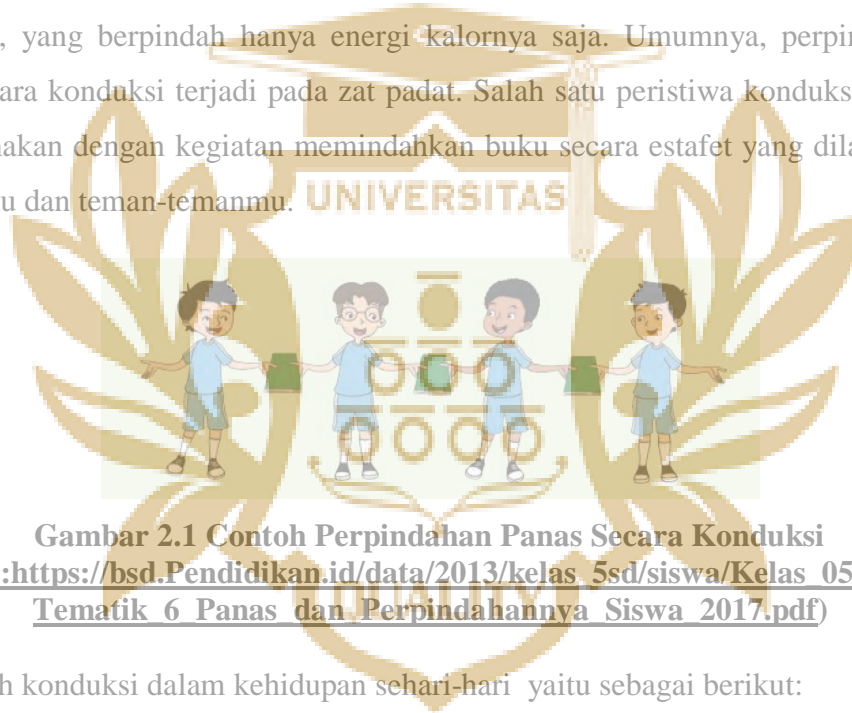 , yang berpindah hanya energi kalornya saja. Umumnya, perpin
ara konduksi terjadi pada zat padat. Salah satu peristiwa konduks
akan dengan kegiatan memindahkan buku secara estafet yang dila
u dan teman-temanmu.
UNIVERSITAS
Gambar 2.1 Contoh Perpindahan Panas Secara Konduksi
:https://bsd.Pendidikan.id/data/2013/kelas_5sd/siswa/Kelas_05
Tematik_6_Panas_dan_Perpindahannya_Siswa_2017.pdf)
QUALITY
h konduksi dalam kehidupan sehari-hari yaitu sebagai berikut: